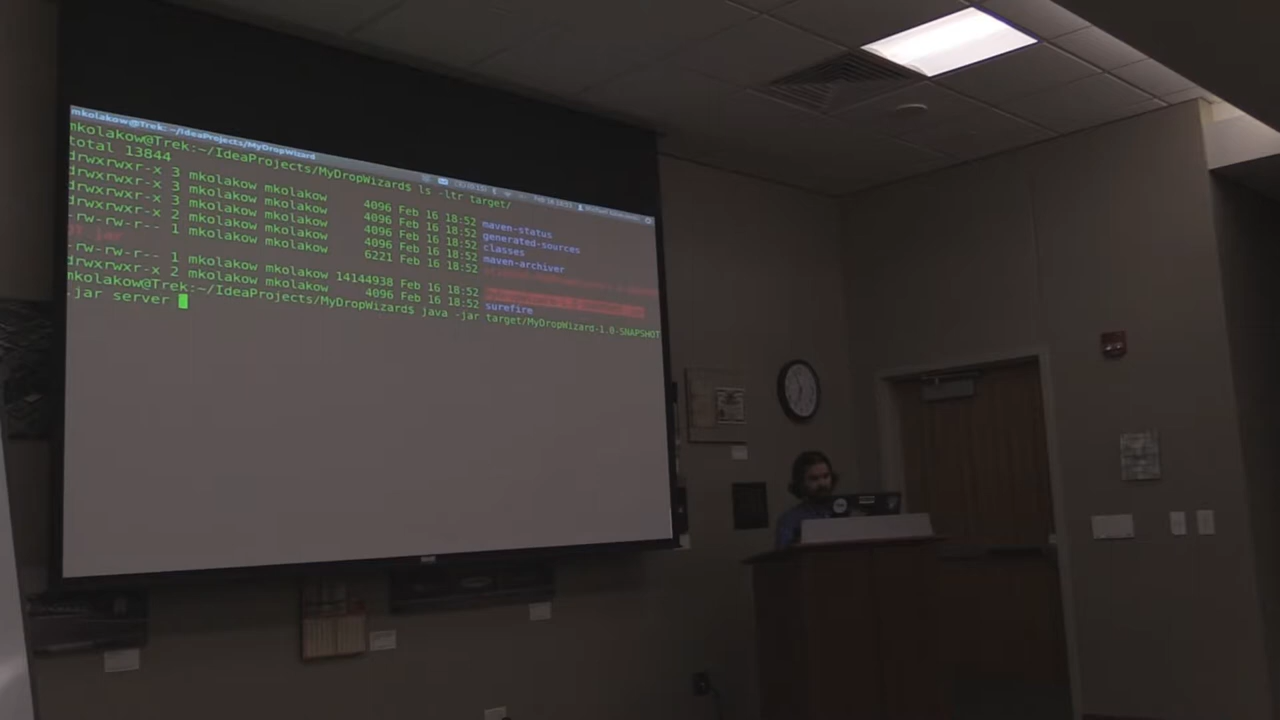 mkolakow@Trek: ~/IdeaProjects/MyDropWizard
mkolakow@Trek:~/IdeaProjects/MyDropWizard$ ls -ltr target/
total 13844
drwxrwxr-x 3 mkolakow mkolakow 4096 Feb 16 18:52 maven-status
drwxrwxr-x 3 mkolakow mkolakow 4096 Feb 16 18:52 generated-sources
drwxrwxr-x 3 mkolakow mkolakow 4096 Feb 16 18:52 classes
drwxrwxr-x 2 mkolakow mkolakow 4096 Feb 16 18:52 maven-archiver
-rw-rw-r-- 1 mkolakow mkolakow 6221 Feb 16 18:52
-rw-rw-r-- 1 mkolakow mkolakow 14144938 Feb 16 18:52
drwxrwxr-x 2 mkolakow mkolakow 4096 Feb 16 18:52 surefire
mkolakow@Trek:~/IdeaProjects/MyDropWizard$ java -jar target/MyDropWizard-1.0-SNAPSHOT
.jar server